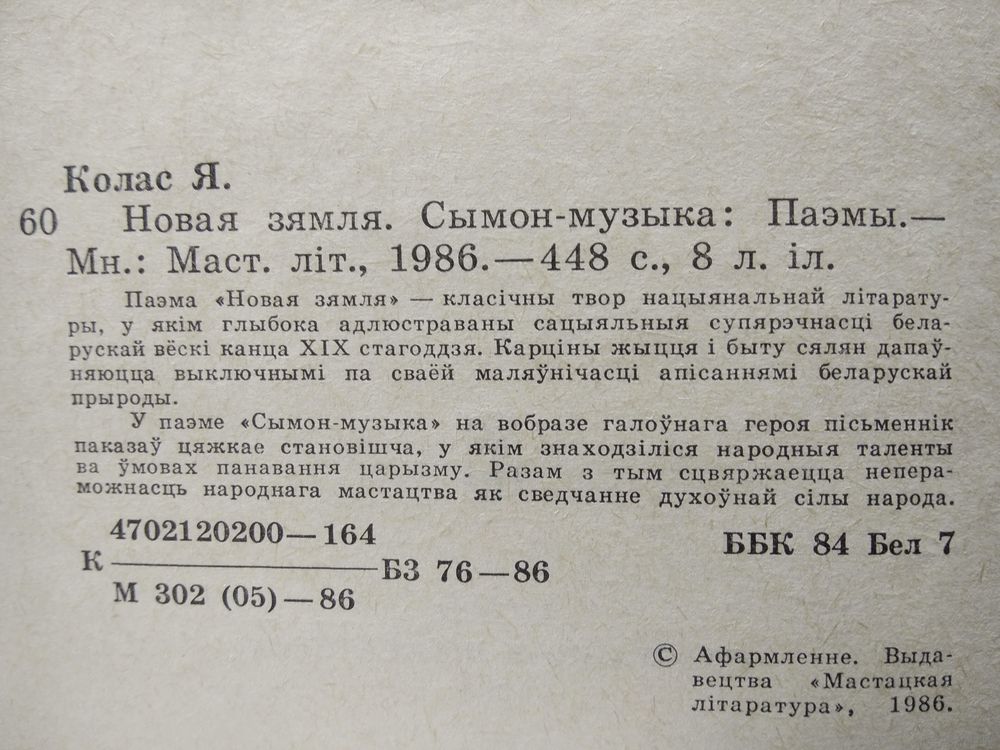 Колас Я.
60 Новая зямля. Сымон-музыка: Паэмы.—
Мн.: Маст. літ., 1986.—448 с., 8 л. іл.
Паэма «Новая зямля» — класічны твор нацыянальнай літарату-
ры, у якім глыбока адлюстраваны сацыяльныя супярэчнасці бела-
рускай вёскі канца XIX стагоддзя. Карціны жыцця і быту сялян дапаў-
няюцца выключнымі па сваёй маляўнічасці апісаннямі беларускай
прыроды.
У паэме «Сымон-музыка» на вобразе галоўнага героя пісьменнік
паказаў цяжкае становішча, у якім знаходзіліся народныя таленты
ва ўмовах панавання царызму. Разам з тым сцвяржаецца непера-
можнасць народнага мастацтва як сведчанне духоўнай сілы народа.
4702120200—164
К БЗ 76—86
М 302 (05)—86
ББК 84 Бел 7
© Афармленне. Выда-
вецтва «Мастацкая
літаратура», 1986.